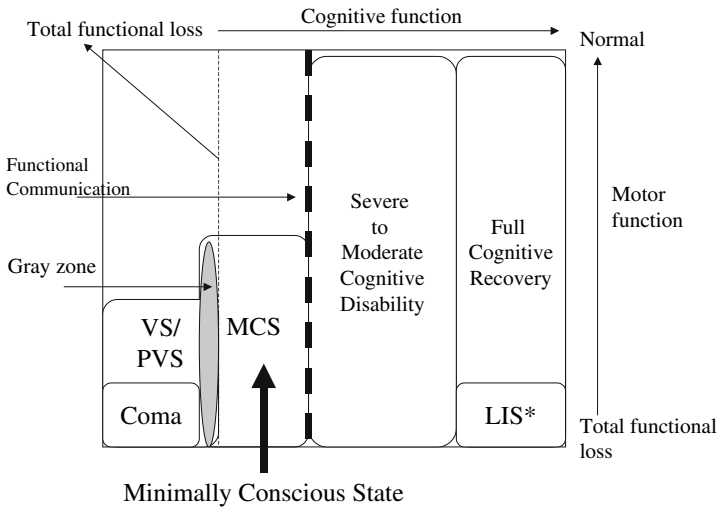 Cognitive function
Total functional loss
Normal
Functional
Communication
Motor
function
Severe
to
Moderate
Cognitive
Disability
Full
Cognitive
Recovery
Gray zone
VS/
PVS
MCS
Coma
LIS*
Total functional
loss
Minimally Conscious State